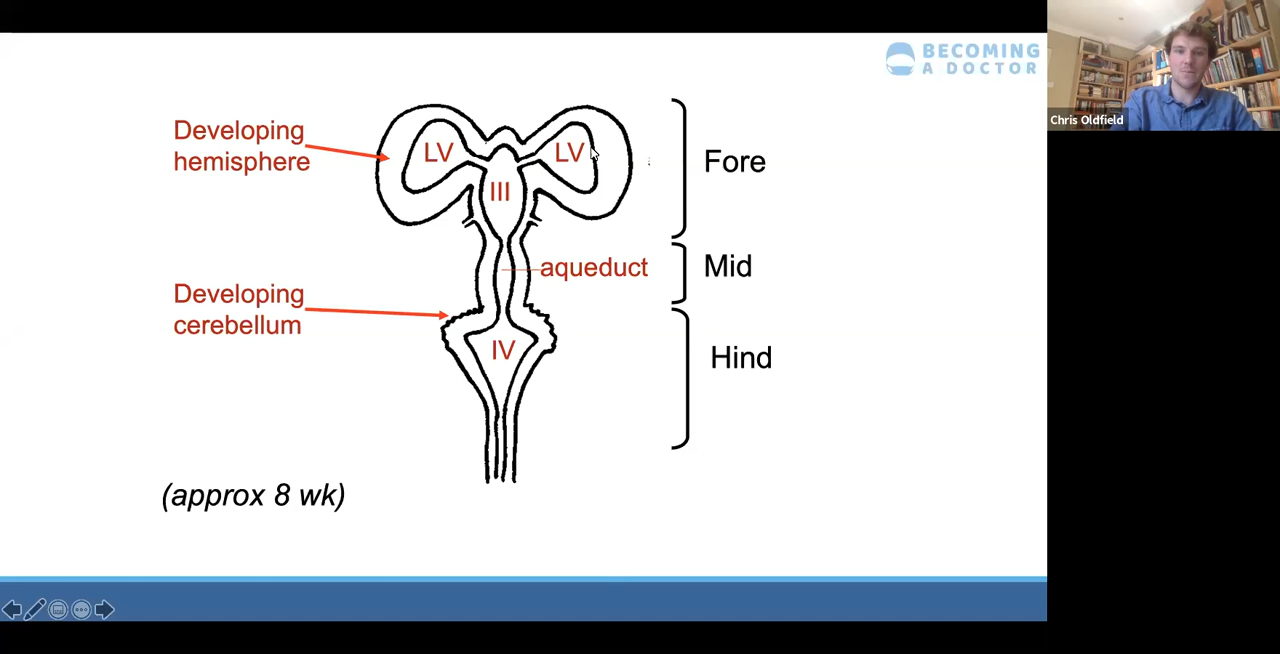 BECOMING
A DOCTOR
Chris Oldfield
Developing
hemisphere
LV
LV
III
Fore
aqueduct
Mid
Developing
cerebellum
IV
Hind
(approx 8 wk)